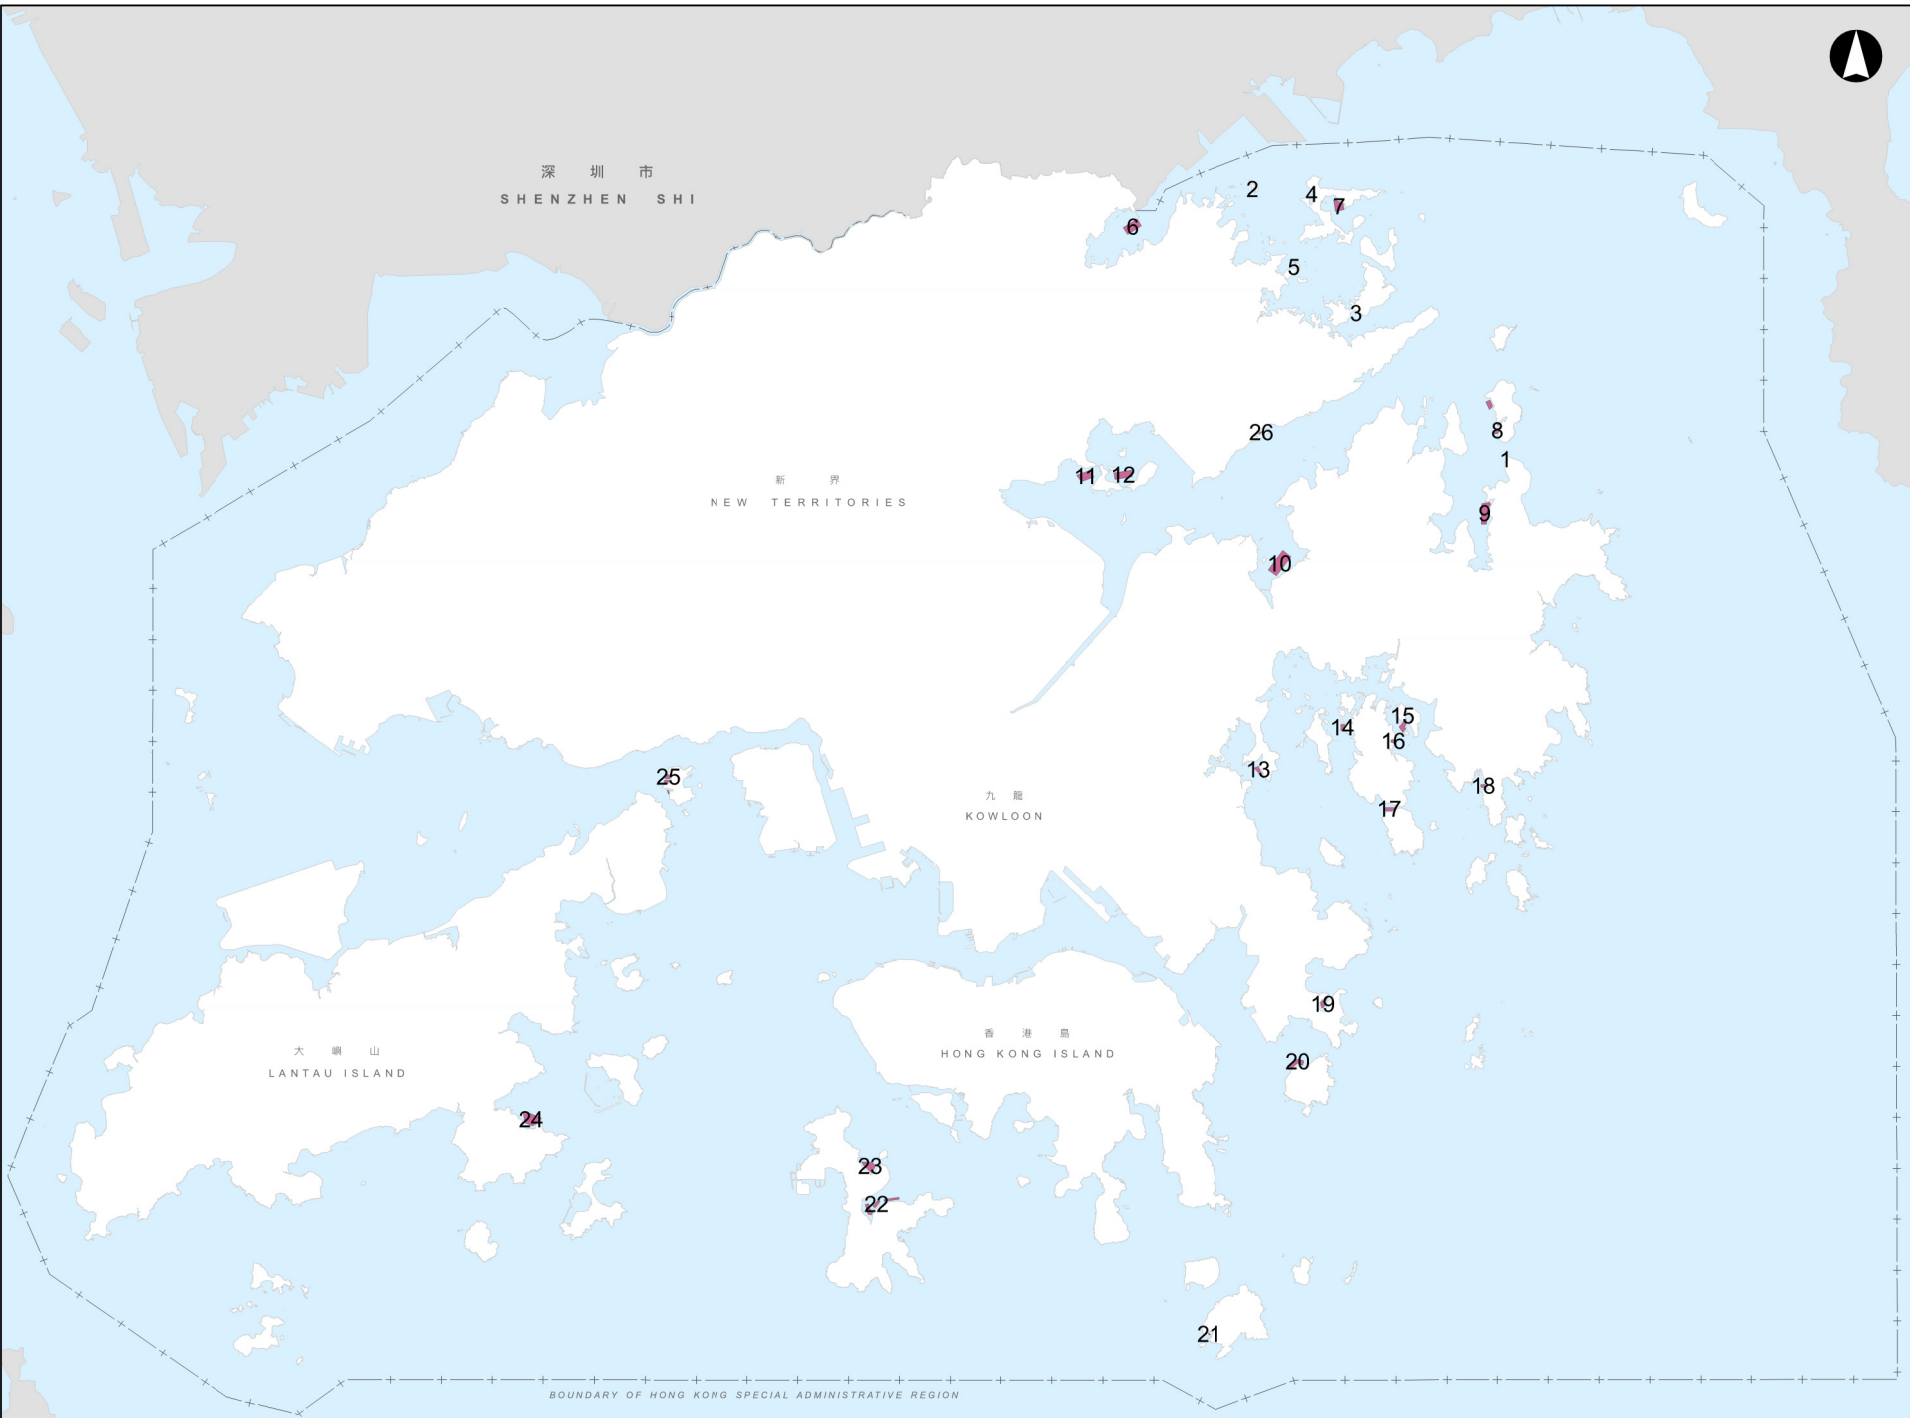 深 圳 市
SHENZHEN SHI
2
4
7
6
5
3
26
8
1
新 界
NEW TERRITORIES
11
12
9
10
15
14
16
13
25
18
九 龍
KOWLOON
17
19
香 港 島
HONG KONG ISLAND
大 嶼 山
LANTAU ISLAND
20
24
23
22
21
BOUNDARY OF HONG KONG SPECIAL ADMINISTRATIVE REGION